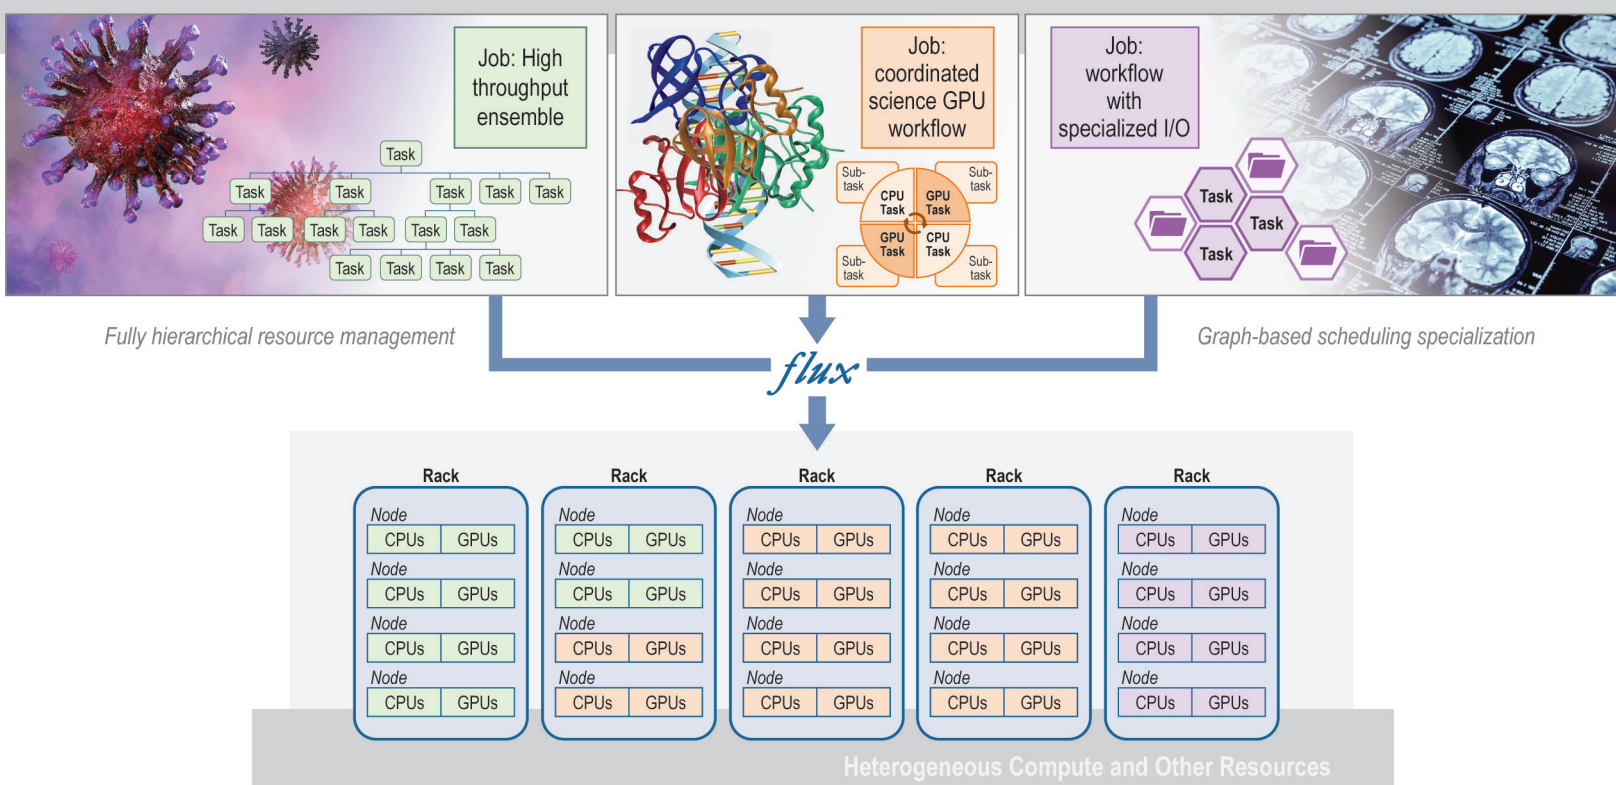 Job: High
throughput
ensemble
Task
Task Task Task Task Task
Task Task Task Task Task Task
Task Task Task Task
Job:
coordinated
science GPU
workflow
Sub-
task
Sub-
task
CPU
Task
GPU
Task
GPU
Task
CPU
Task
Sub-
task
Sub-
task
Job:
workflow
with
specialized I/O
Task
Task
Task
Fully hierarchical resource management
Graph-based scheduling specialization
flux
Rack Rack Rack Rack Rack
Node Node Node Node Node
CPUs GPUs CPUs GPUs CPUs GPUs CPUs GPUs CPUs GPUs
Node Node Node Node Node
CPUs GPUs CPUs GPUs CPUs GPUs CPUs GPUs CPUs GPUs
Node Node Node Node Node
CPUs GPUs CPUs GPUs CPUs GPUs CPUs GPUs CPUs GPUs
Node Node Node Node Node
CPUs GPUs CPUs GPUs CPUs GPUs CPUs GPUs CPUs GPUs
Heterogeneous Compute and Other Resources